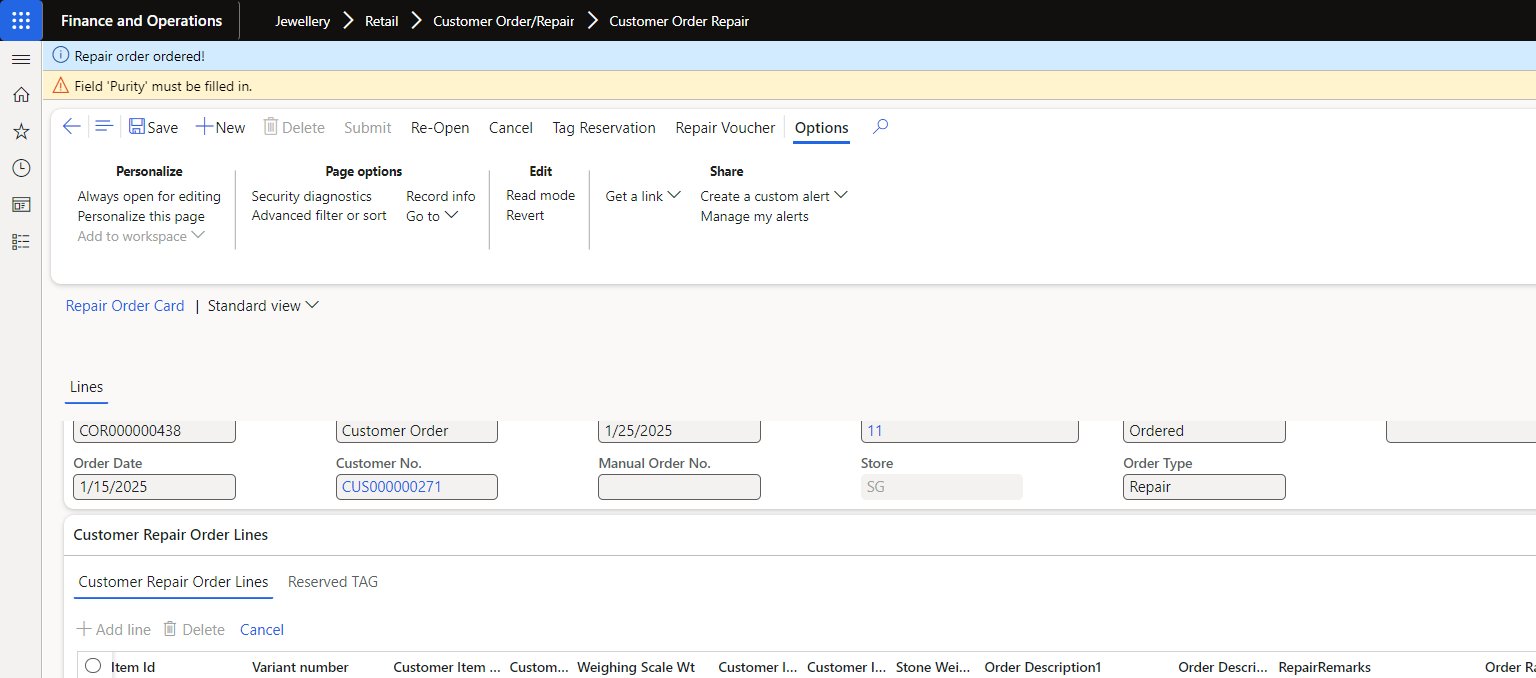 Finance and Operations Jewellery Retail Customer Order/Repair Customer Order Repair
Repair order ordered!
Field 'Purity' must be filled in.
Save New Delete Submit Re-Open Cancel Tag Reservation Repair Voucher Options
Personalize
Always open for editing
Personalize this page
Add to workspace
Page options
Security diagnostics Record info
Advanced filter or sort Go to
Edit
Read mode
Revert
Share
Get a link Create a custom alert
Manage my alerts
Repair Order Card | Standard view
Lines
COR000000438 Customer Order 1/25/2025 11 Ordered
Order Date Customer No. Manual Order No. Store Order Type
1/15/2025 CUS000000271 SG Repair
Customer Repair Order Lines
Customer Repair Order Lines Reserved TAG
Add line Delete Cancel
Item Id Variant number Customer Item ... Custom... Weighing Scale Wt Customer I... Customer I... Stone Wei... Order Description1 Order Descri... RepairRemarks Order Ra